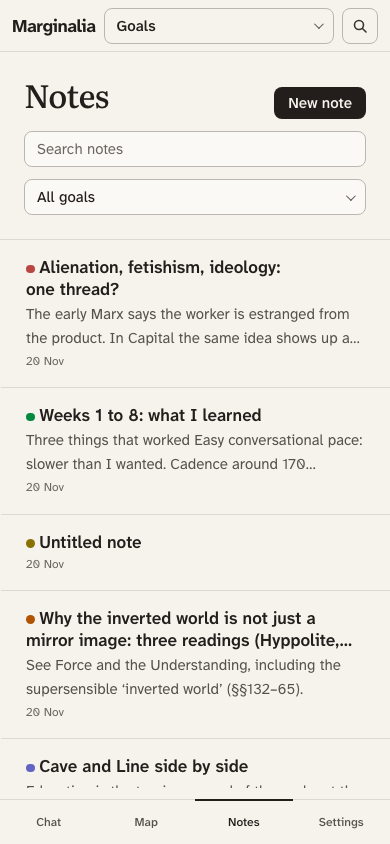 Marginalia
Goals
Notes
New note
Search notes
All goals
Alienation, fetishism, ideology:
one thread?
The early Marx says the worker is estranged from
the product. In Capital the same idea shows up a…
20 Nov
Weeks 1 to 8: what I learned
Three things that worked Easy conversational pace:
slower than I wanted. Cadence around 170…
20 Nov
Untitled note
20 Nov
Why the inverted world is not just a
mirror image: three readings (Hyppolite,…
See Force and the Understanding, including the
supersensible ‘inverted world’ (§§132–65).
20 Nov
Cave and Line side by side
Chat
Map
Notes
Settings